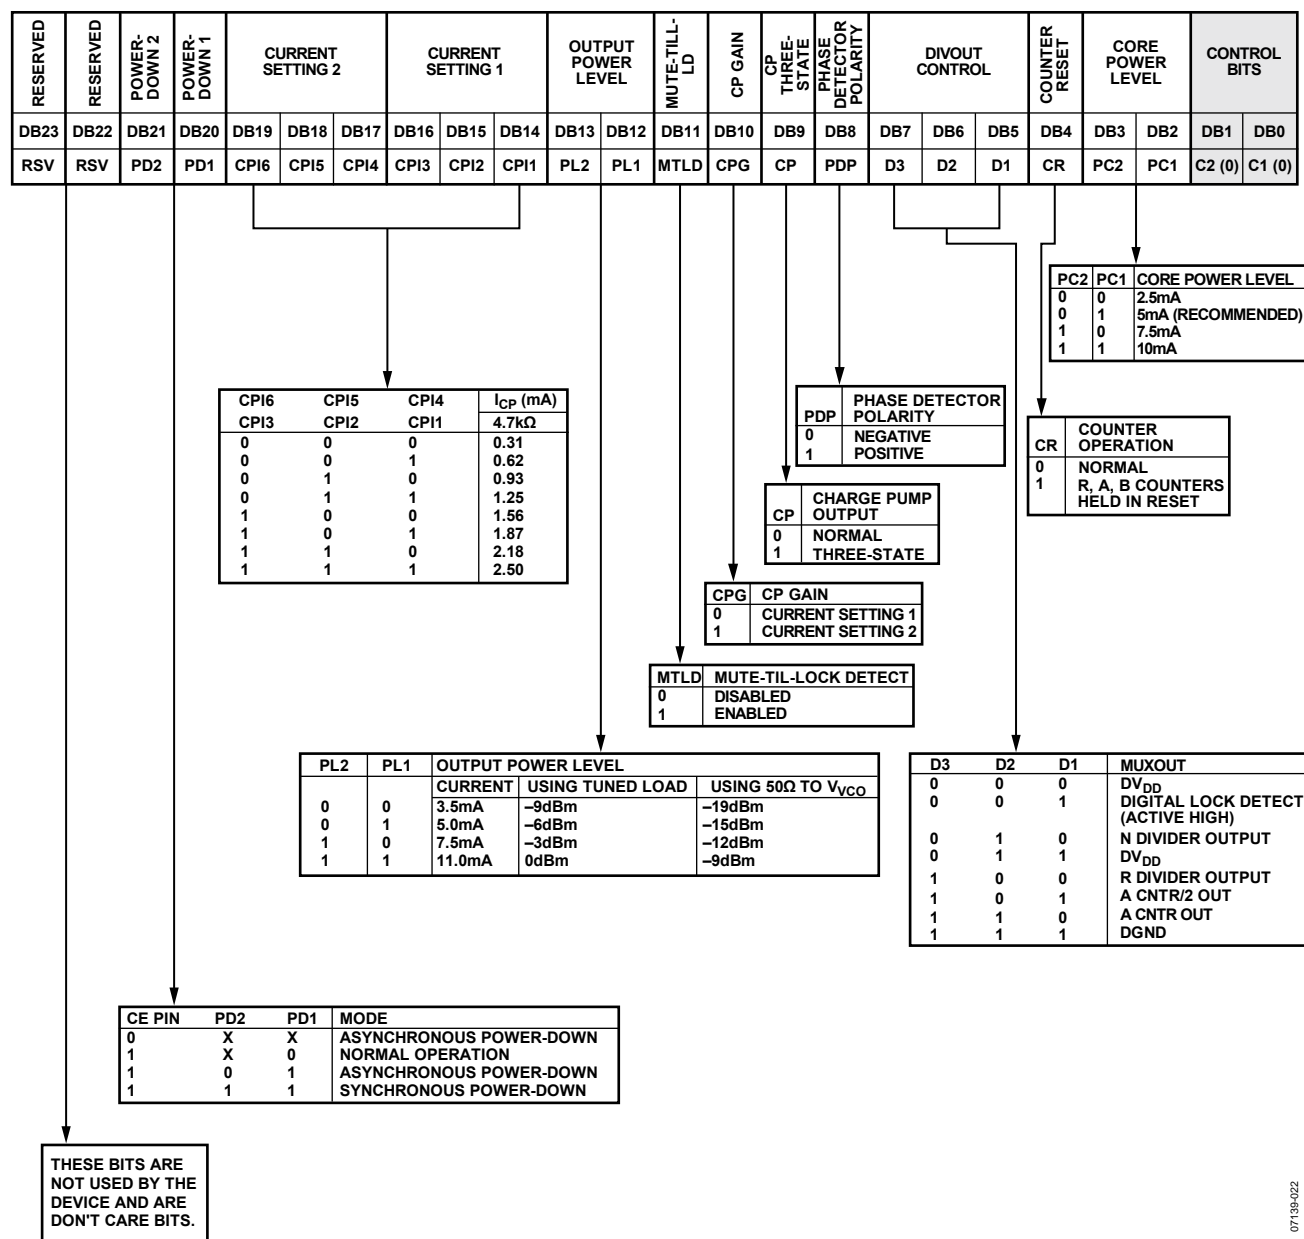 RESERVED RESERVED POWER-DOWN 2 POWER-DOWN 1 CURRENT SETTING 2 CURRENT SETTING 1 OUTPUT POWER LEVEL MUTE-TILL-LD CP GAIN CP THREE-STATE PHASE DETECTOR POLARITY DIVOUT CONTROL COUNTER RESET CORE POWER LEVEL CONTROL BITS
DB23 DB22 DB21 DB20 DB19 DB18 DB17 DB16 DB15 DB14 DB13 DB12 DB11 DB10 DB9 DB8 DB7 DB6 DB5 DB4 DB3 DB2 DB1 DB0
RSV RSV PD2 PD1 CPI6 CPI5 CPI4 CPI3 CPI2 CPI1 PL2 PL1 MTLD CPG CP PDP D3 D2 D1 CR PC2 PC1 C2 (0) C1 (0)
PC2 PC1 CORE POWER LEVEL
0 0 2.5mA
0 1 5mA (RECOMMENDED)
1 0 7.5mA
1 1 10mA
CPI6 CPI5 CPI4 ICP (mA)
CPI3 CPI2 CPI1 4.7kΩ
0 0 0 0.31
0 0 1 0.62
0 1 0 0.93
0 1 1 1.25
1 0 0 1.56
1 0 1 1.87
1 1 0 2.18
1 1 1 2.50
PHASE DETECTOR
PDP POLARITY
0 NEGATIVE
1 POSITIVE
COUNTER
CR OPERATION
0 NORMAL
1 R, A, B COUNTERS
HELD IN RESET
CHARGE PUMP
CP OUTPUT
0 NORMAL
1 THREE-STATE
CPG CP GAIN
0 CURRENT SETTING 1
1 CURRENT SETTING 2
MTLD MUTE-TIL-LOCK DETECT
0 DISABLED
1 ENABLED
PL2 PL1 OUTPUT POWER LEVEL
CURRENT USING TUNED LOAD USING 50Ω TO VVCO
0 0 3.5mA –9dBm –19dBm
0 1 5.0mA –6dBm –15dBm
1 0 7.5mA –3dBm –12dBm
1 1 11.0mA 0dBm –9dBm
D3 D2 D1 MUXOUT
0 0 0 DVDD
0 0 1 DIGITAL LOCK DETECT
(ACTIVE HIGH)
0 1 0 N DIVIDER OUTPUT
0 1 1 DVDD
1 0 0 R DIVIDER OUTPUT
1 0 1 A CNTR/2 OUT
1 1 0 A CNTR OUT
1 1 1 DGND
CE PIN PD2 PD1 MODE
0 X X ASYNCHRONOUS POWER-DOWN
1 X 0 NORMAL OPERATION
1 0 1 ASYNCHRONOUS POWER-DOWN
1 1 1 SYNCHRONOUS POWER-DOWN
THESE BITS ARE
NOT USED BY THE
DEVICE AND ARE
DON'T CARE BITS.
07139-022